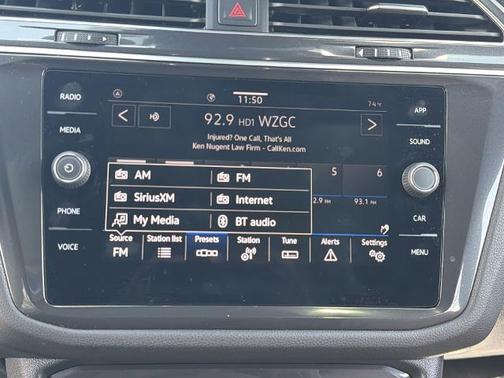 RADIO
MEDIA
PHONE
VOICE
11:50
74°F
92.9 HD1 WZGC
Injured? One Call, That's All
Ken Nugent Law Firm - CallKen.com
5 6
AM FM
SiriusXM Internet
My Media BT audio
2.9 FM 93.1 FM
Source Station list Presets Station Tune Alerts Settings
FM
APP
SOUND
CAR
MENU